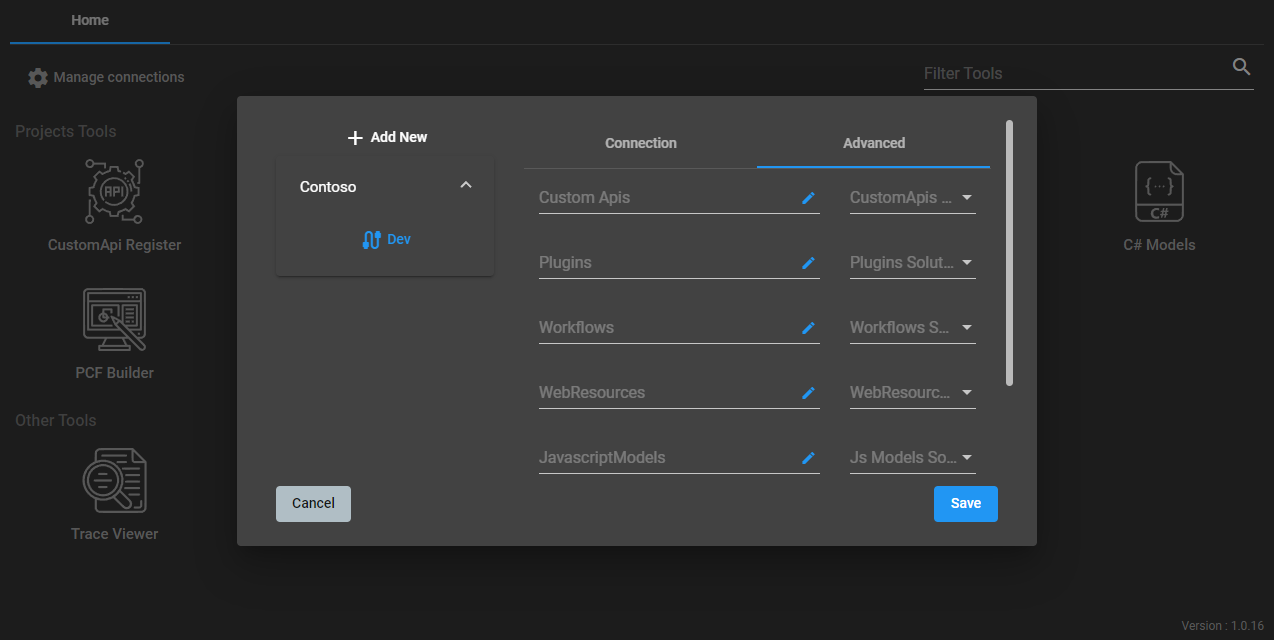 Home
Manage connections
Filter Tools
Projects Tools
API
CustomApi Register
PCF Builder
Other Tools
Trace Viewer
{...}
C#
C# Models
Add New
Contoso
Dev
Connection
Advanced
Custom Apis
CustomApis ...
Plugins
Plugins Solut...
Workflows
Workflows S...
WebResources
WebResourc...
JavascriptModels
Js Models So...
Cancel
Save
Version : 1.0.16